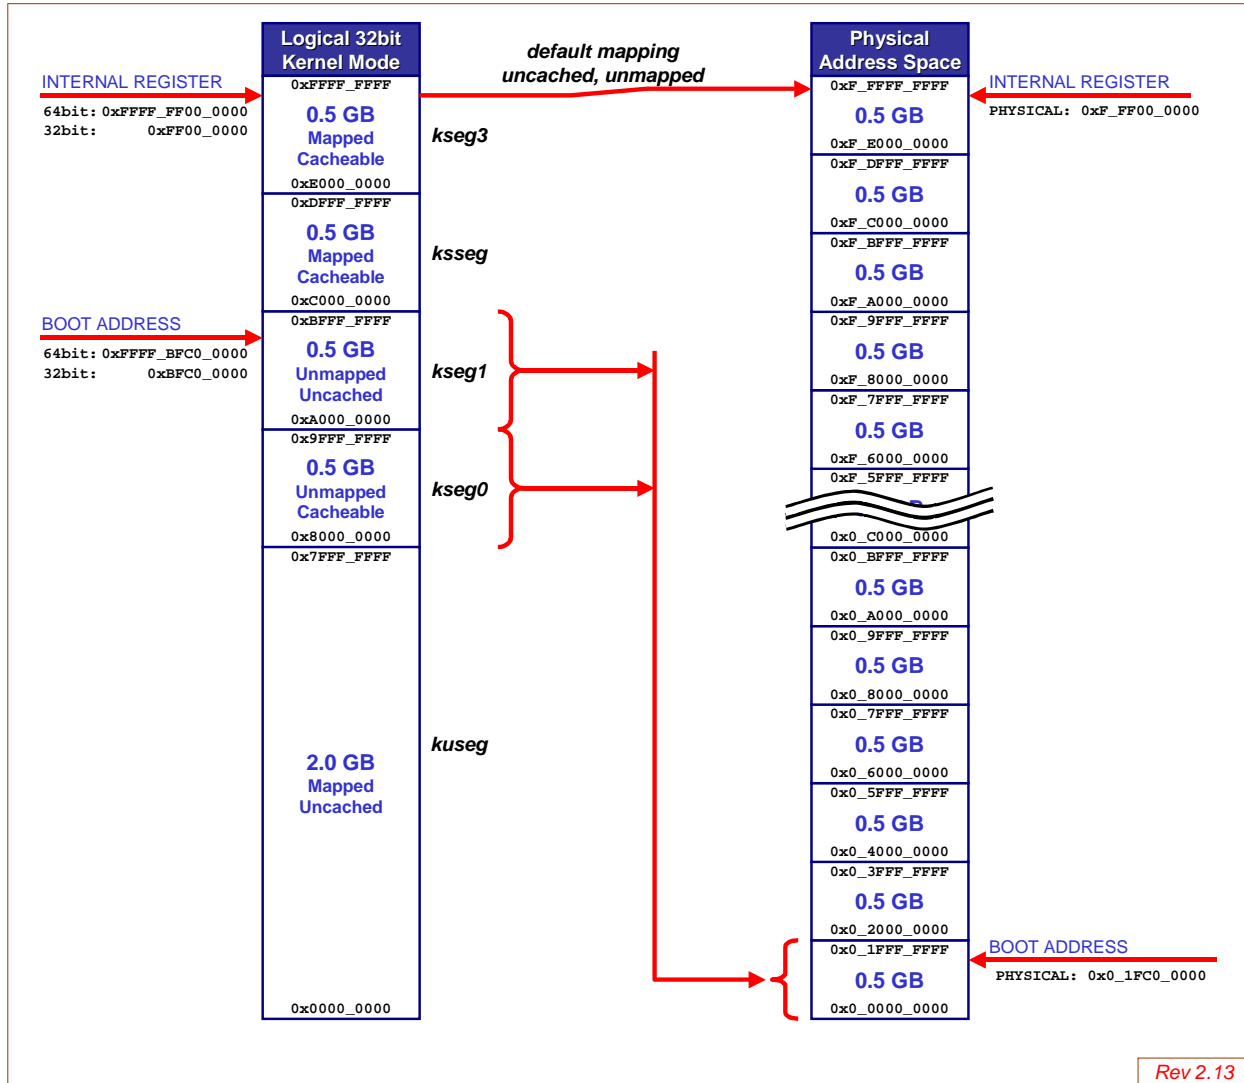 Logical 32bit
Kernel Mode
Physical
Address Space
default mapping
uncached, unmapped
INTERNAL REGISTER
64bit: 0xFFFF_FF00_0000
32bit: 0xFF00_0000
0xFFFF_FFFF
0.5 GB
Mapped
Cacheable
0xE000_0000
kseg3
0xDFFF_FFFF
0.5 GB
Mapped
Cacheable
0xC000_0000
ksseg
BOOT ADDRESS
64bit: 0xFFFF_BFC0_0000
32bit: 0xBFC0_0000
0xBFFF_FFFF
0.5 GB
Unmapped
Uncached
0xA000_0000
kseg1
0x9FFF_FFFF
0.5 GB
Unmapped
Cacheable
0x8000_0000
kseg0
0x7FFF_FFFF
2.0 GB
Mapped
Uncached
0x0000_0000
kuseg
0xF_FFFF_FFFF
0.5 GB
0xF_E000_0000
INTERNAL REGISTER
PHYSICAL: 0xF_FF00_0000
0xF_DFFF_FFFF
0.5 GB
0xF_C000_0000
0xF_BFFF_FFFF
0.5 GB
0xF_A000_0000
0xF_9FFF_FFFF
0.5 GB
0xF_8000_0000
0xF_7FFF_FFFF
0.5 GB
0xF_6000_0000
0xF_5FFF_FFFF
0x0_C000_0000
0x0_BFFF_FFFF
0.5 GB
0x0_A000_0000
0x0_9FFF_FFFF
0.5 GB
0x0_8000_0000
0x0_7FFF_FFFF
0.5 GB
0x0_6000_0000
0x0_5FFF_FFFF
0.5 GB
0x0_4000_0000
0x0_3FFF_FFFF
0.5 GB
0x0_2000_0000
0x0_1FFF_FFFF
0.5 GB
0x0_0000_0000
BOOT ADDRESS
PHYSICAL: 0x0_1FC0_0000
Rev 2.13